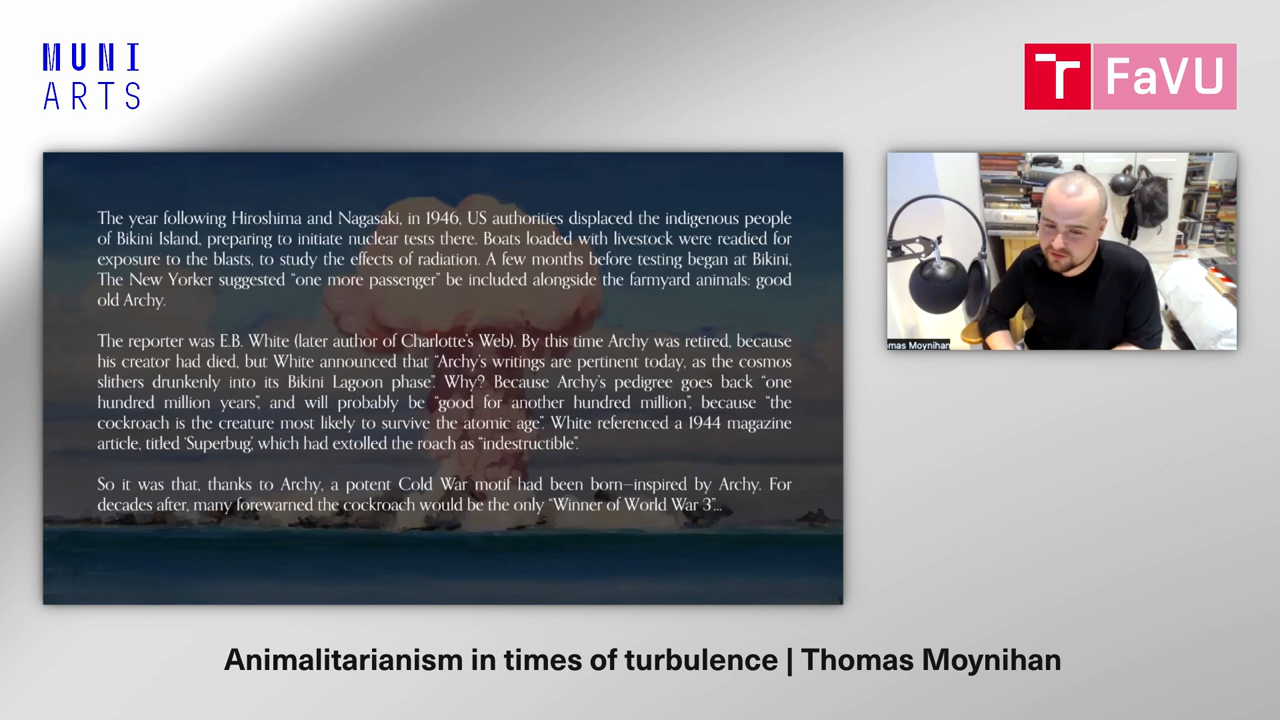 MUNI
ARTS
T FaVU
The year following Hiroshima and Nagasaki, in 1946, US authorities displaced the indigenous people
of Bikini Island, preparing to initiate nuclear tests there. Boats loaded with livestock were readied for
exposure to the blasts, to study the effects of radiation. A few months before testing began at Bikini,
The New Yorker suggested “one more passenger” be included alongside the farmyard animals: good
old Archy.
The reporter was E.B. White (later author of Charlotte’s Web). By this time Archy was retired, because
his creator had died, but White announced that “Archy’s writings are pertinent today, as the cosmos
slithers drunkenly into its Bikini Lagoon phase”. Why? Because Archy’s pedigree goes back “one
hundred million years”, and will probably be “good for another hundred million”, because “the
cockroach is the creature most likely to survive the atomic age”. White referenced a 1944 magazine
article, titled ‘Superbug’, which had extolled the roach as “indestructible”.
So it was that, thanks to Archy, a potent Cold War motif had been born—inspired by Archy. For
decades after, many forewarned the cockroach would be the only “Winner of World War 3”...
mas Moynihan
Animalitarianism in times of turbulence | Thomas Moynihan